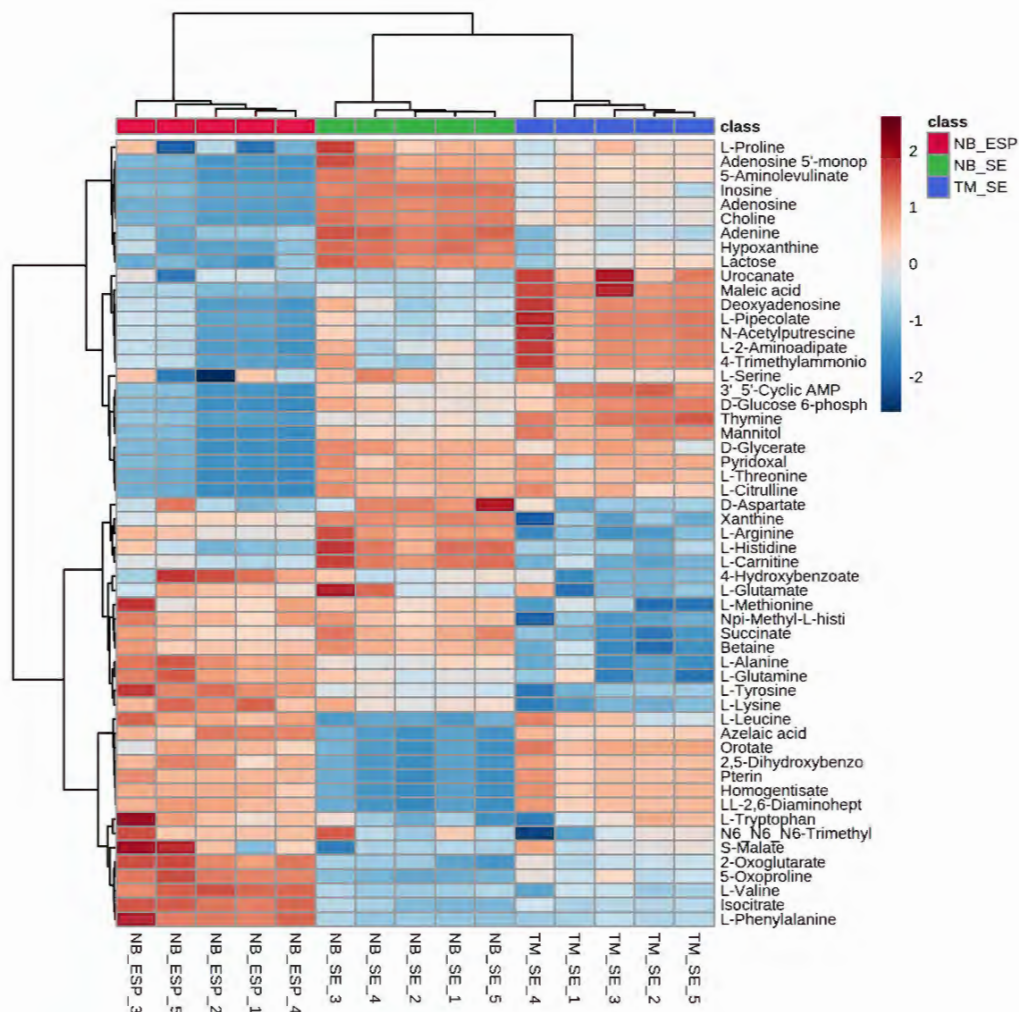 class
L-Proline
Adenosine 5'-monop
5-Aminolevulinate
Inosine
Adenosine
Choline
Adenine
Hypoxanthine
Lactose
Urocanate
Maleic acid
Deoxyadenosine
L-Pipecolate
N-Acetylputrescine
L-2-Aminoadipate
4-Trimethylammonio
L-Serine
3'_5'-Cyclic AMP
D-Glucose 6-phosph
Thymine
Mannitol
D-Glycerate
Pyridoxal
L-Threonine
L-Citrulline
D-Aspartate
Xanthine
L-Arginine
L-Histidine
L-Carnitine
4-Hydroxybenzoate
L-Glutamate
L-Methionine
Npi-Methyl-L-histi
Succinate
Betaine
L-Alanine
L-Glutamine
L-Tyrosine
L-Lysine
L-Leucine
Azelaic acid
Orotate
2,5-Dihydroxybenzo
Pterin
Homogentisate
LL-2,6-Diaminohept
L-Tryptophan
N6_N6_N6-Trimethyl
S-Malate
2-Oxoglutarate
5-Oxoproline
L-Valine
Isocitrate
L-Phenylalanine
2
1
0
-1
-2
class
NB_ESP
NB_SE
TM_SE
NB_ESP_3
NB_ESP_5
NB_ESP_2
NB_ESP_1
NB_ESP_4
NB_SE_3
NB_SE_4
NB_SE_2
NB_SE_1
NB_SE_5
TM_SE_4
TM_SE_1
TM_SE_3
TM_SE_2
TM_SE_5